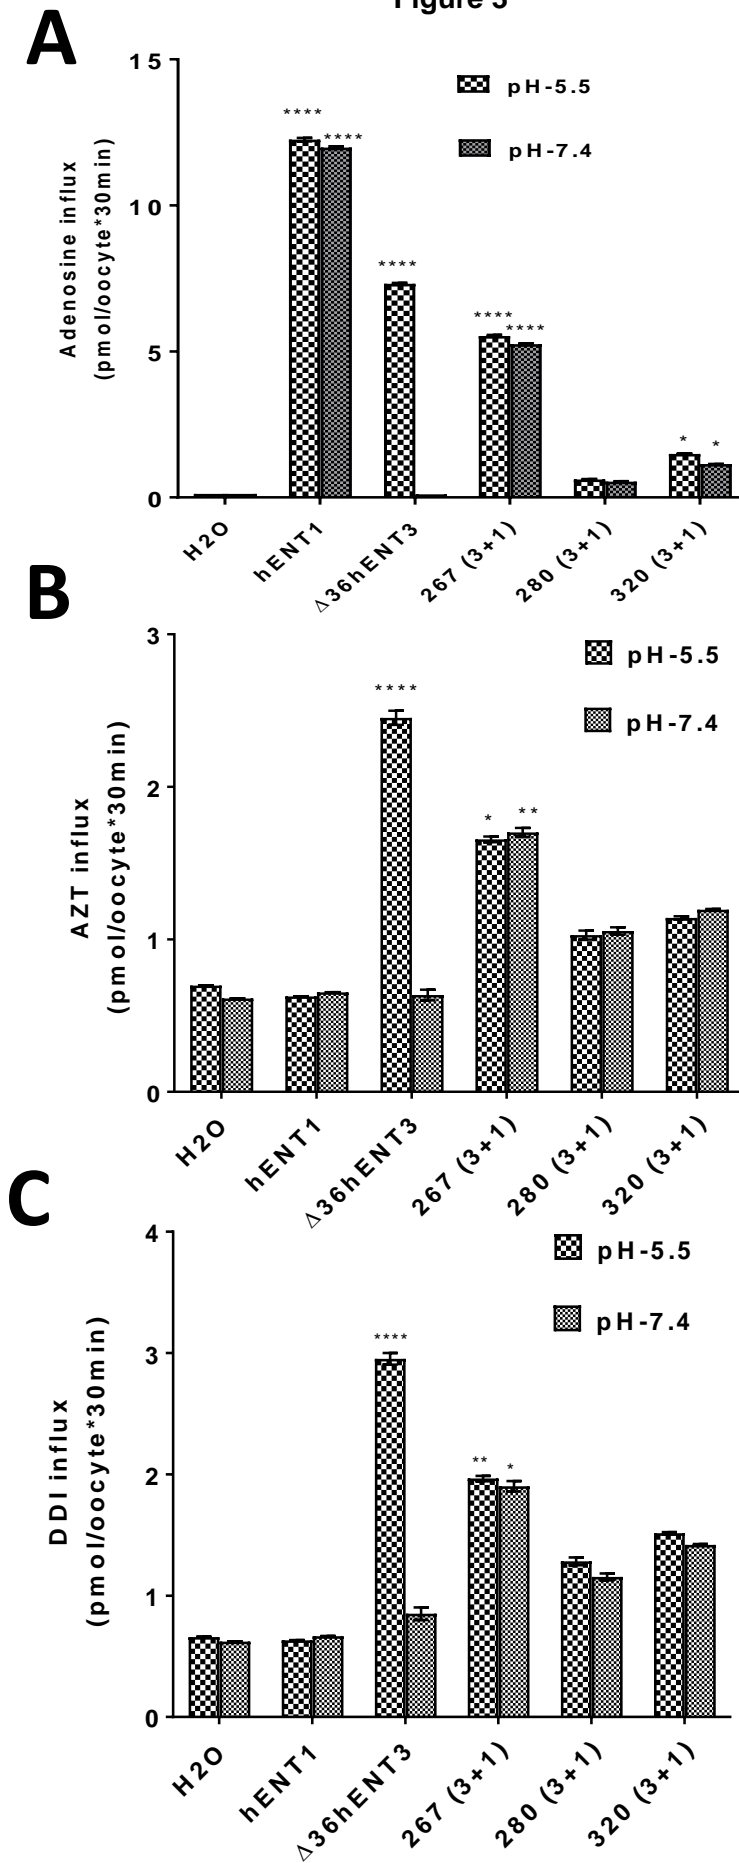 A
15
10
5
0
Adenosine influx
(pmol/oocyte*30min)
pH-5.5
pH-7.4
****
****
****
****
****
*
*
H2O
hENT1
Δ36hENT3
267 (3+1)
280 (3+1)
320 (3+1)
B
3
2
1
0
AZT influx
(pmol/oocyte*30min)
pH-5.5
pH-7.4
****
*
**
H2O
hENT1
Δ36hENT3
267 (3+1)
280 (3+1)
320 (3+1)
C
4
3
2
1
0
DDI influx
(pmol/oocyte*30min)
pH-5.5
pH-7.4
****
**
*
H2O
hENT1
Δ36hENT3
267 (3+1)
280 (3+1)
320 (3+1)